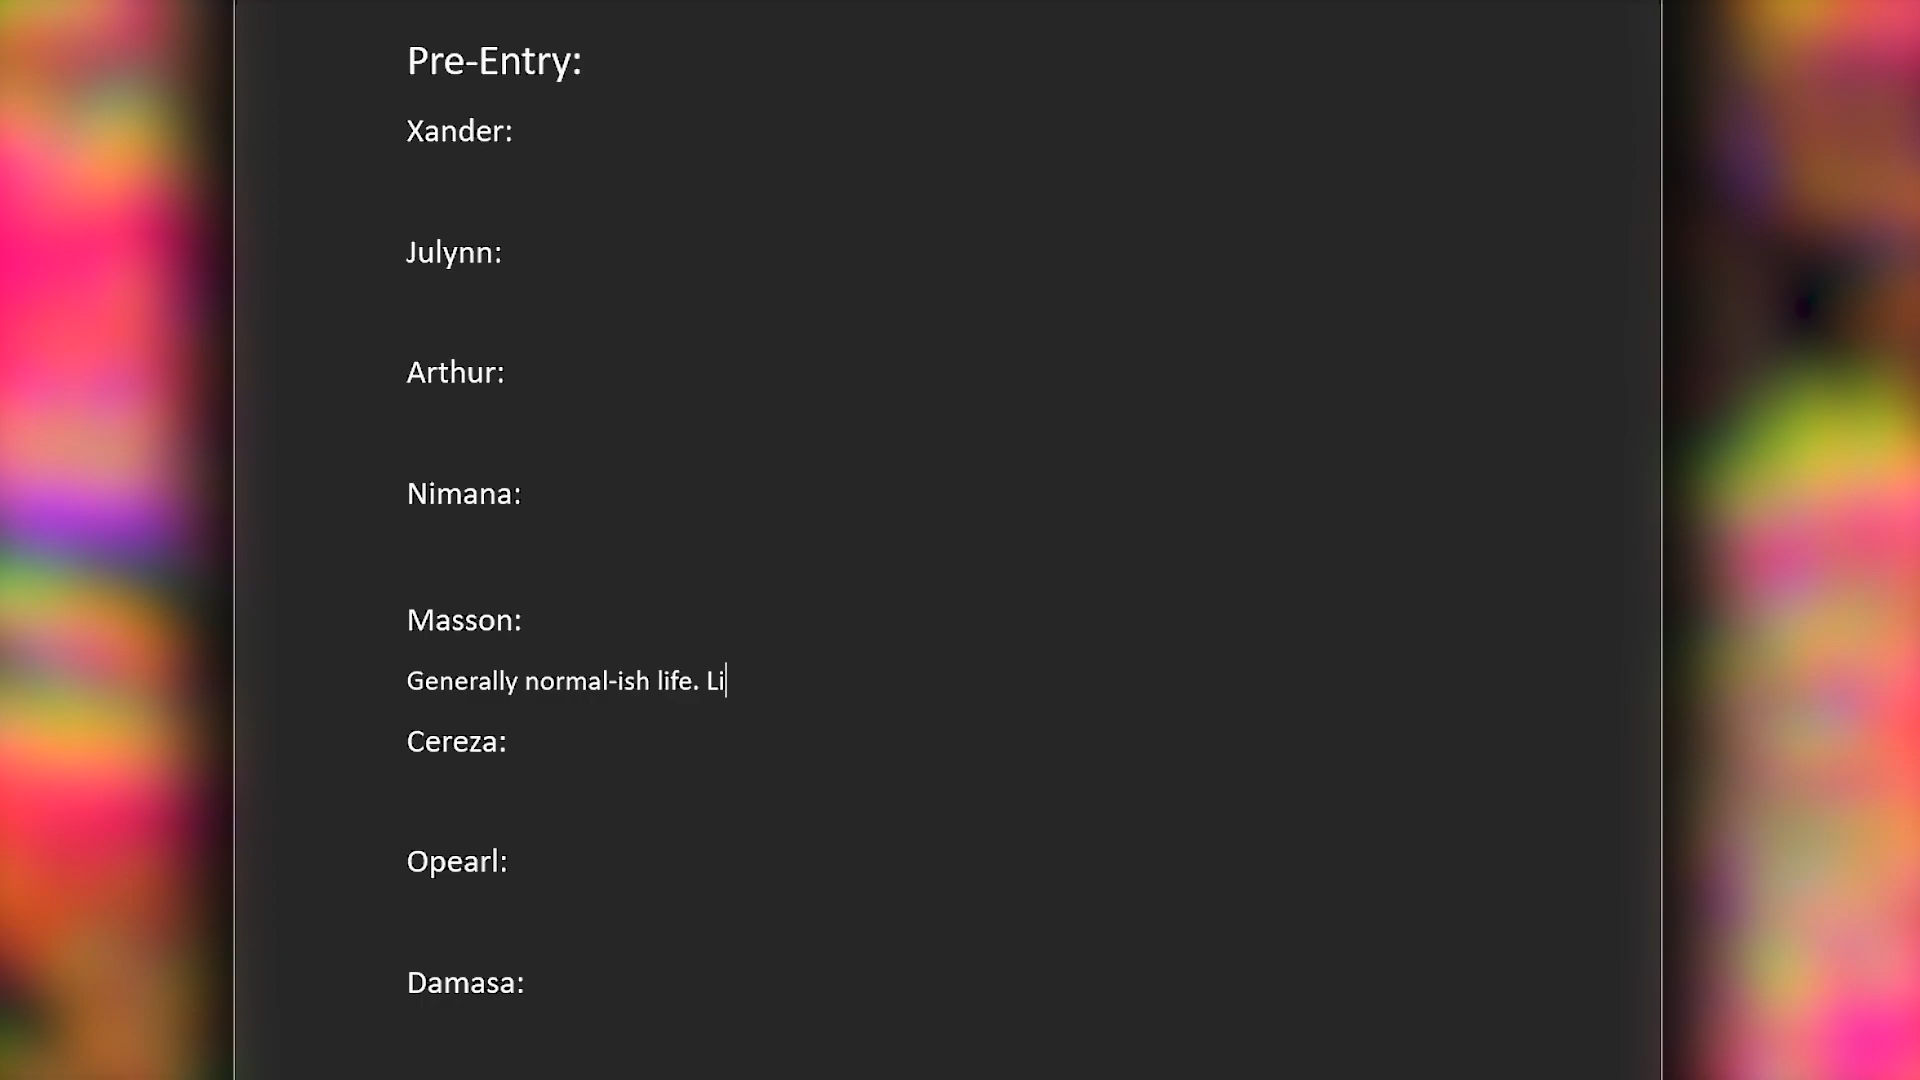 Pre-Entry:
Xander:
Julynn:
Arthur:
Nimana:
Masson:
Generally normal-ish life. Li
Cereza:
Opearl:
Damasa: